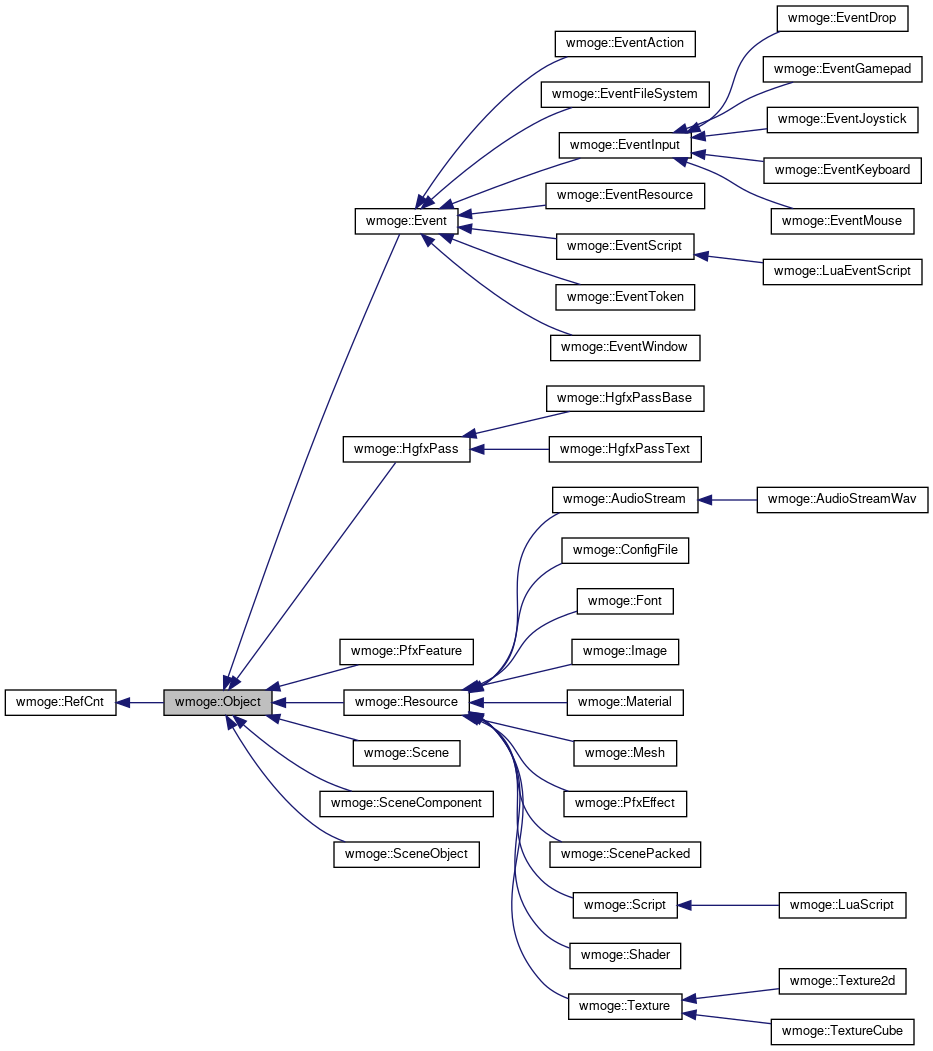 wmoge::EventDrop
wmoge::EventAction
wmoge::EventGamepad
wmoge::EventFileSystem
wmoge::EventJoystick
wmoge::EventInput
wmoge::EventKeyboard
wmoge::EventResource
wmoge::Event
wmoge::EventMouse
wmoge::EventScript
wmoge::LuaEventScript
wmoge::EventToken
wmoge::EventWindow
wmoge::HgfxPassBase
wmoge::HgfxPass
wmoge::HgfxPassText
wmoge::AudioStream
wmoge::AudioStreamWav
wmoge::ConfigFile
wmoge::Font
wmoge::PfxFeature
wmoge::Image
wmoge::RefCnt
wmoge::Object
wmoge::Resource
wmoge::Material
wmoge::Scene
wmoge::Mesh
wmoge::SceneComponent
wmoge::PfxEffect
wmoge::SceneObject
wmoge::ScenePacked
wmoge::Script
wmoge::LuaScript
wmoge::Shader
wmoge::Texture2d
wmoge::Texture
wmoge::TextureCube